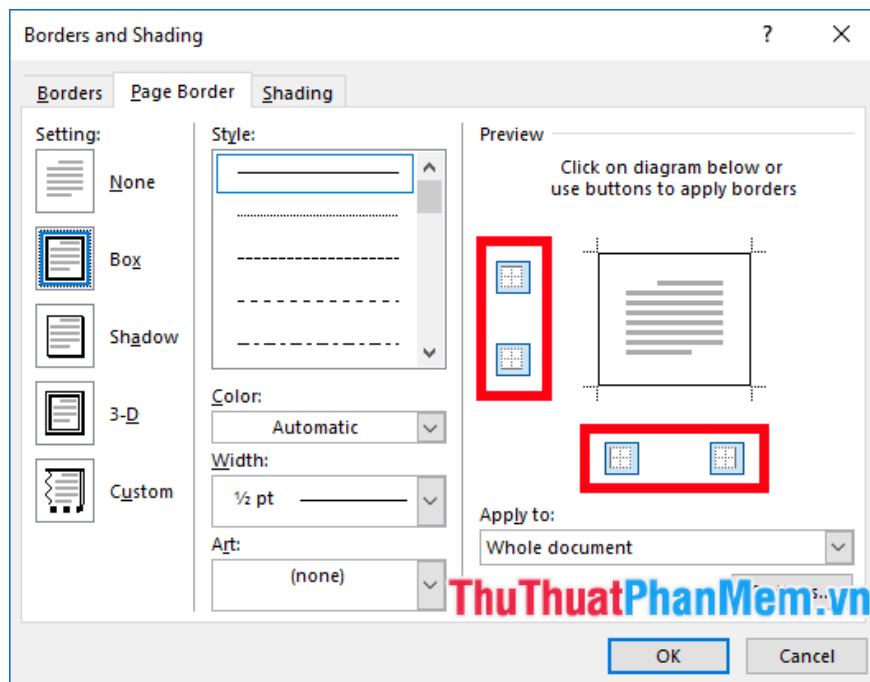 Borders and Shading
?
Borders
Page Border
Shading
Setting:
None
Box
Shadow
3-D
Custom
Style:
Color:
Automatic
Width:
½ pt
Art:
(none)
Preview
Click on diagram below or
use buttons to apply borders
Apply to:
Whole document
ThuThuatPhanMem.vn
OK
Cancel